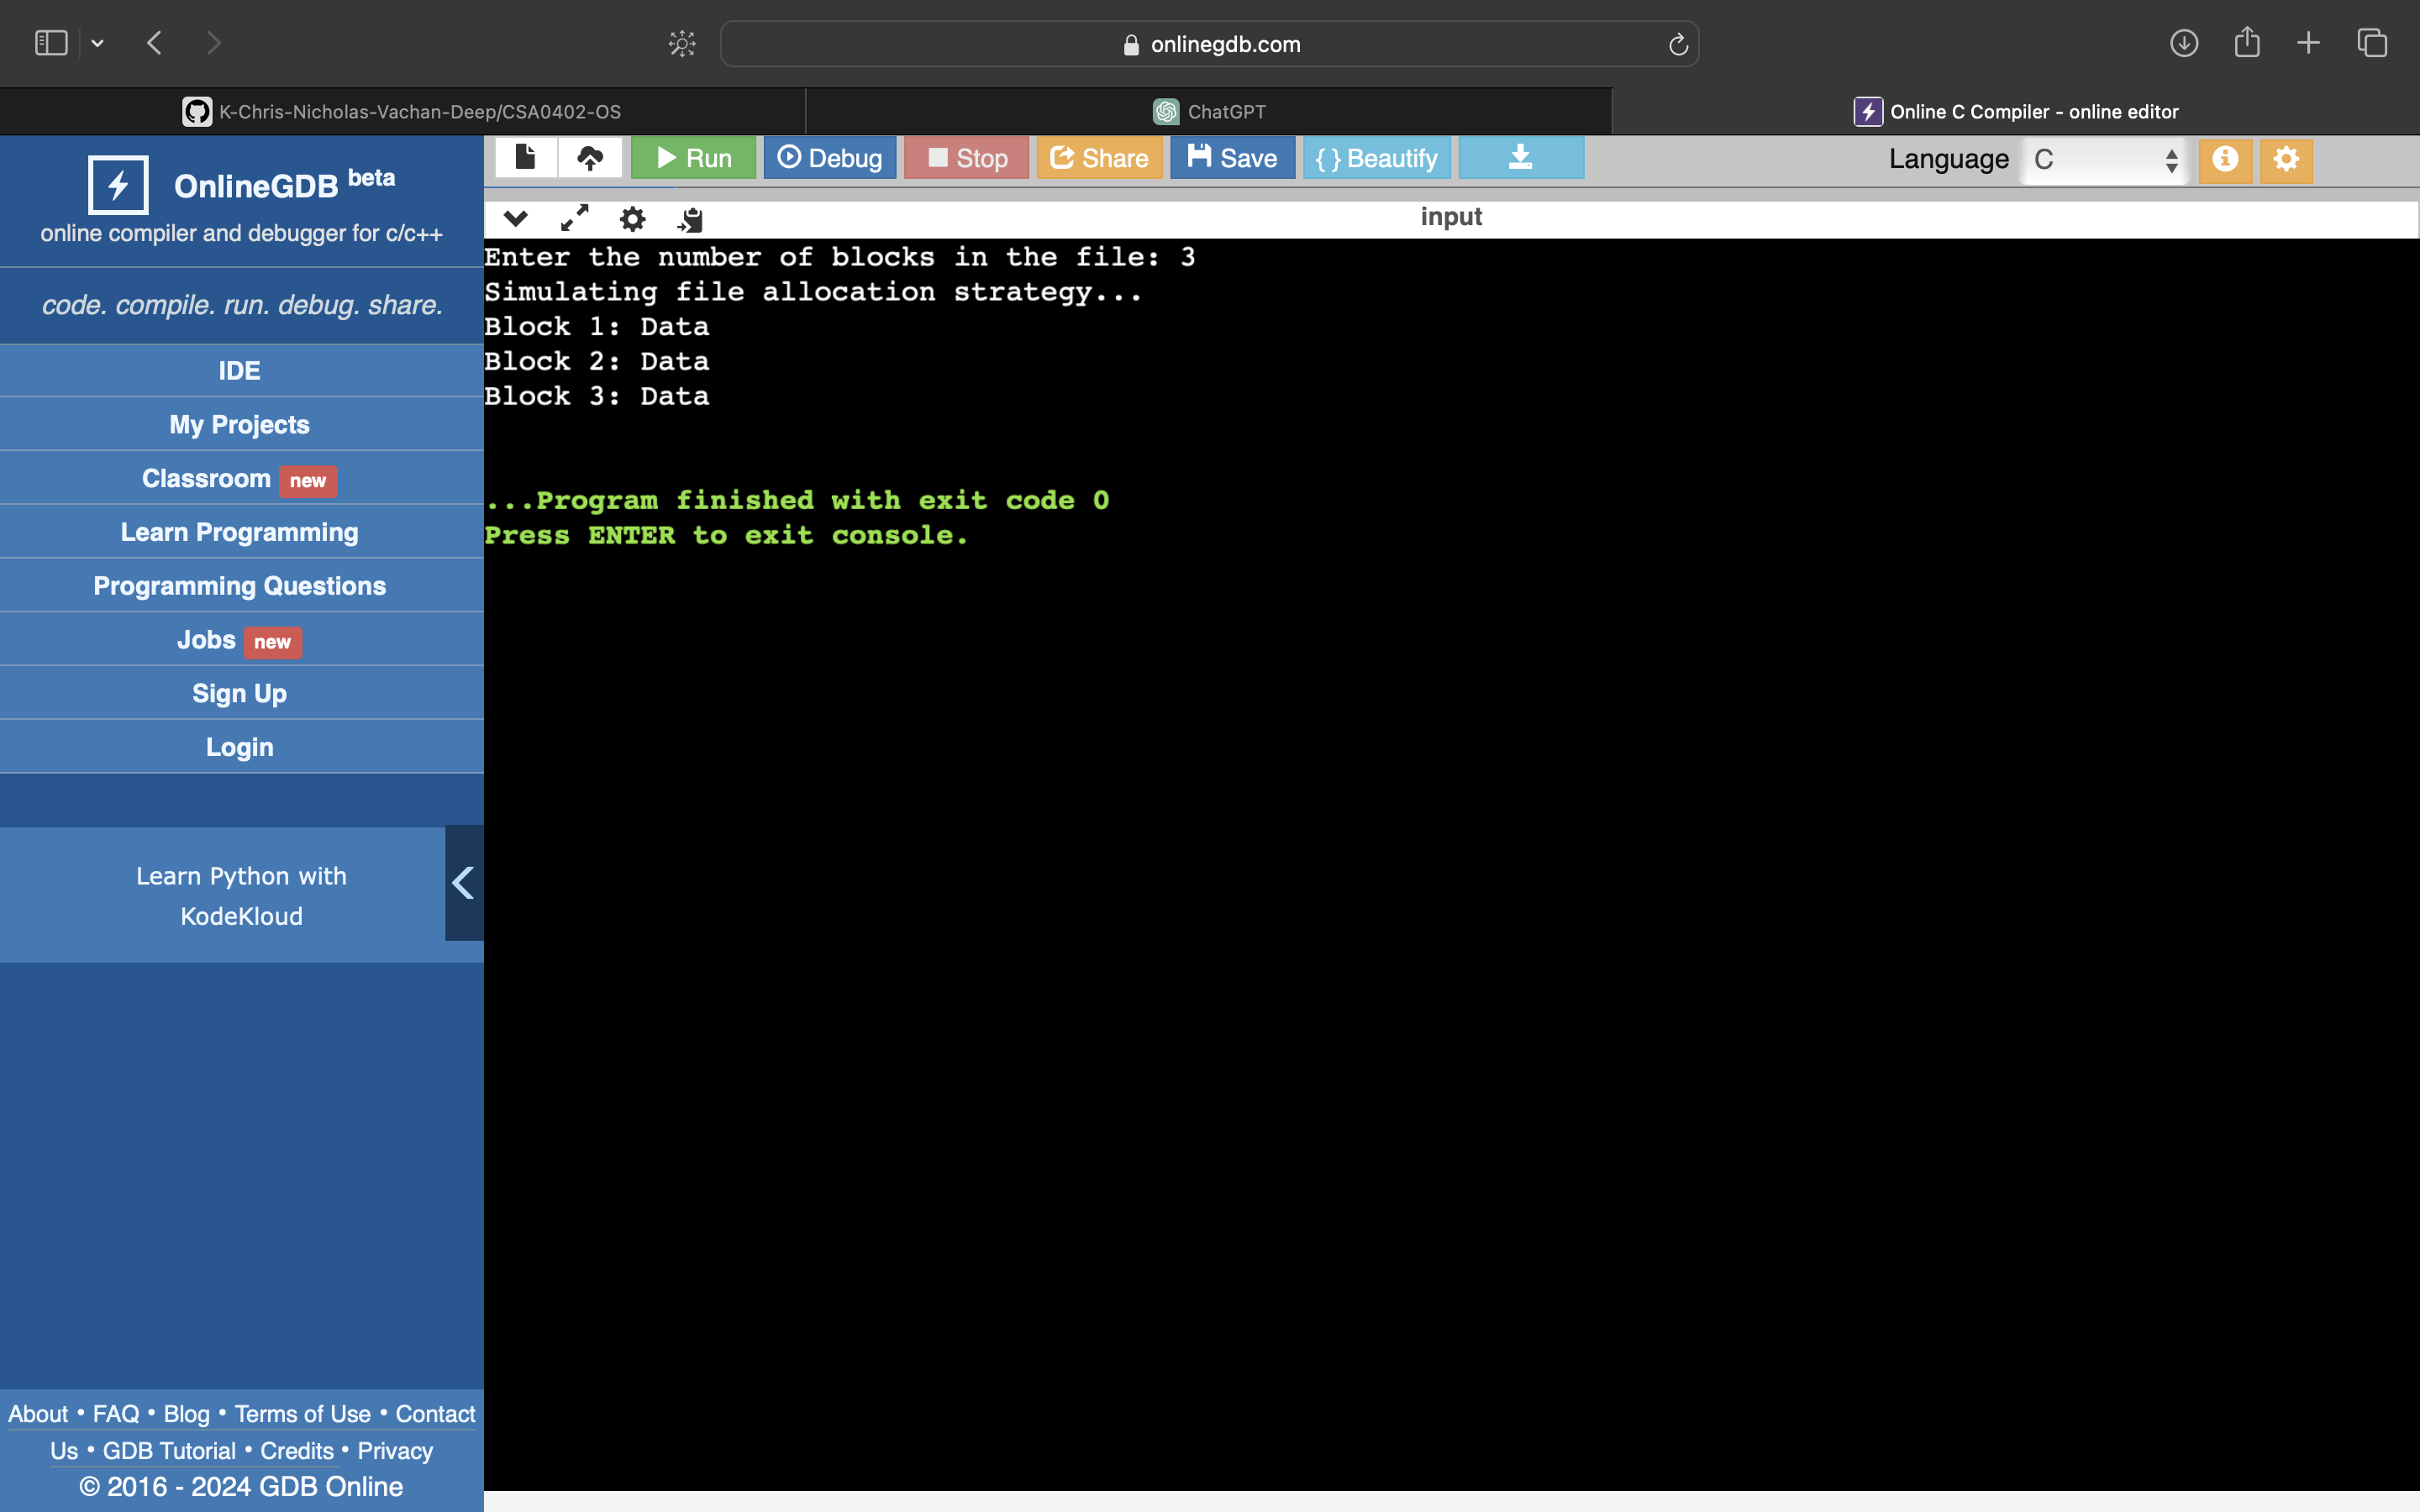 onlinegdb.com
K-Chris-Nicholas-Vachan-Deep/CSA0402-OS
ChatGPT
Online C Compiler - online editor
OnlineGDB beta
online compiler and debugger for c/c++
code. compile. run. debug. share.
IDE
My Projects
Classroom new
Learn Programming
Programming Questions
Jobs new
Sign Up
Login
Learn Python with
KodeKloud
About • FAQ • Blog • Terms of Use • Contact
Us • GDB Tutorial • Credits • Privacy
© 2016 - 2024 GDB Online
Run Debug Stop Share Save { } Beautify
Language C
input
Enter the number of blocks in the file: 3
Simulating file allocation strategy...
Block 1: Data
Block 2: Data
Block 3: Data
...Program finished with exit code 0
Press ENTER to exit console.